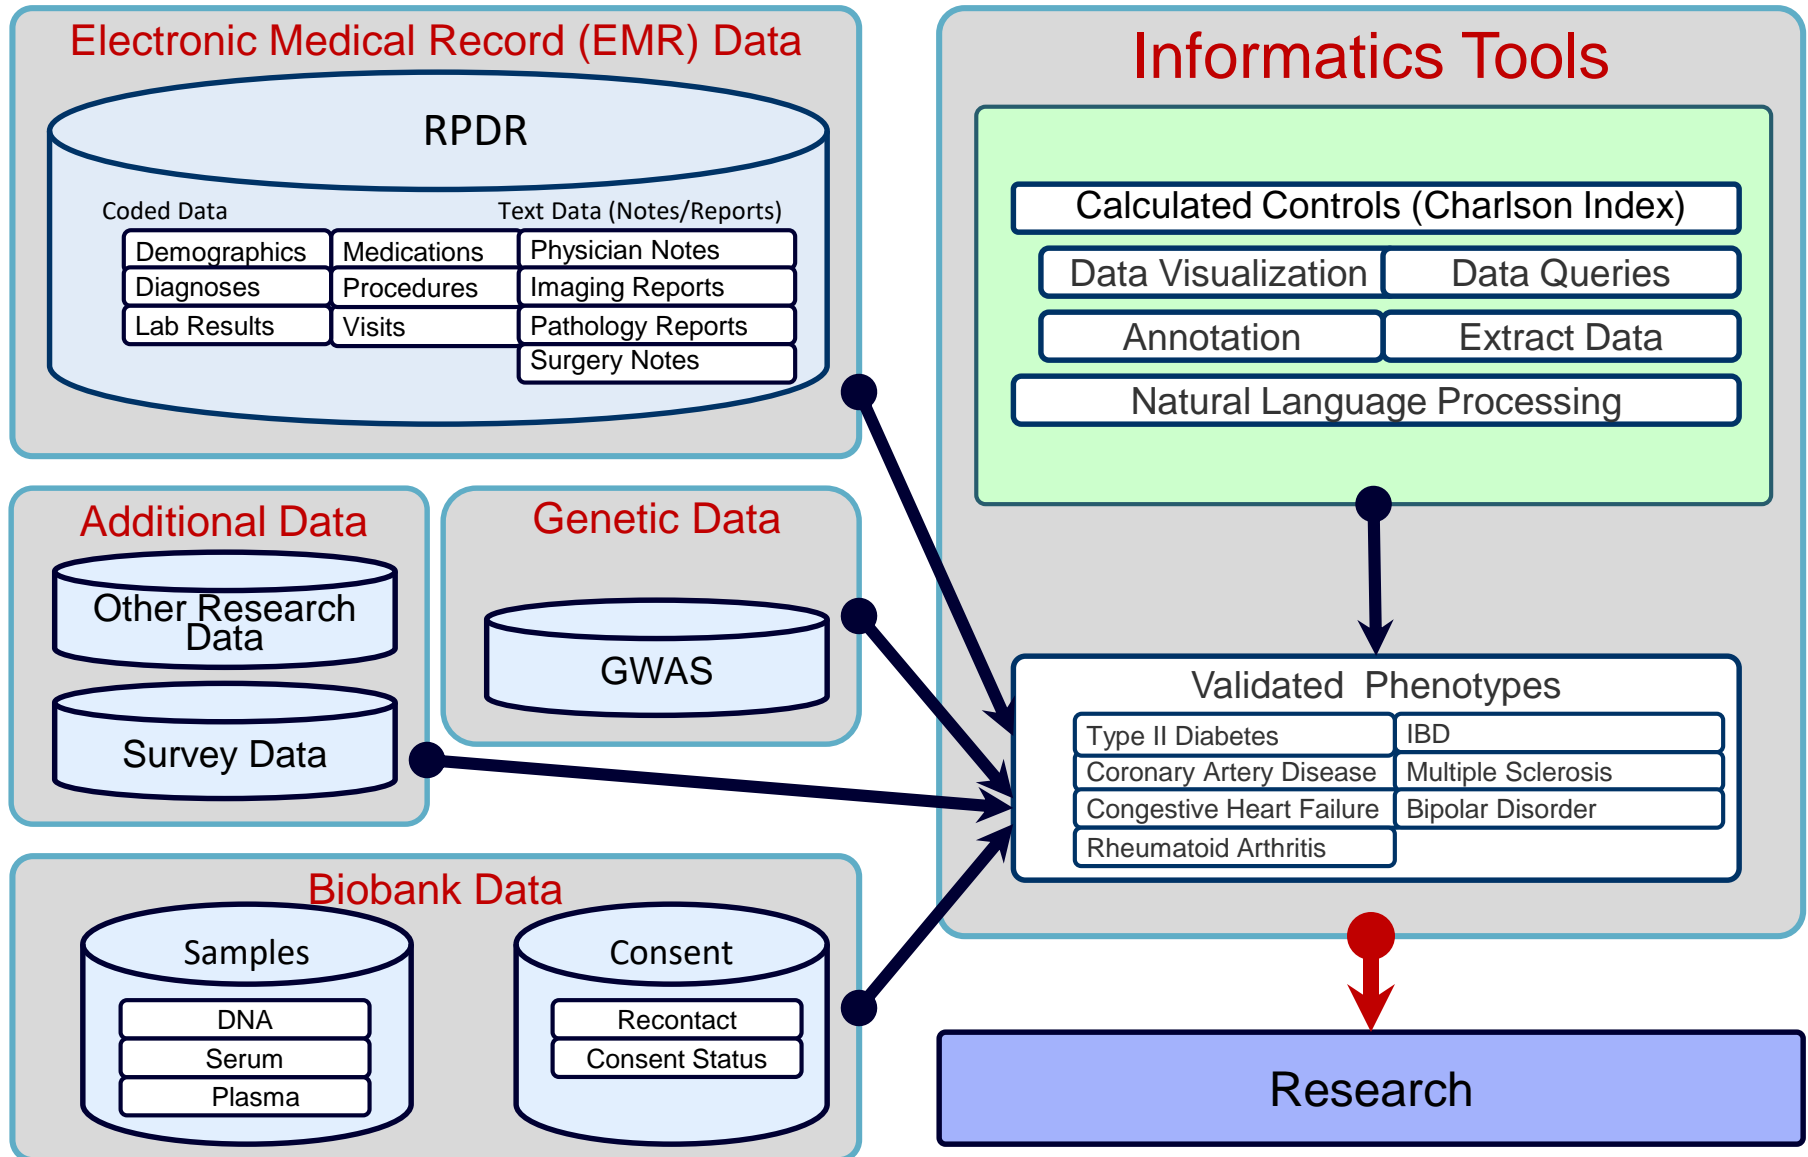 Electronic Medical Record (EMR) Data
RPDR
Coded Data
Demographics
Diagnoses
Lab Results
Medications
Procedures
Visits
Text Data (Notes/Reports)
Physician Notes
Imaging Reports
Pathology Reports
Surgery Notes
Additional Data
Other Research
Data
Survey Data
Genetic Data
GWAS
Biobank Data
Samples
DNA
Serum
Plasma
Consent
Recontact
Consent Status
Informatics Tools
Calculated Controls (Charlson Index)
Data Visualization
Data Queries
Annotation
Extract Data
Natural Language Processing
Validated Phenotypes
Type II Diabetes
Coronary Artery Disease
Congestive Heart Failure
Rheumatoid Arthritis
IBD
Multiple Sclerosis
Bipolar Disorder
Research